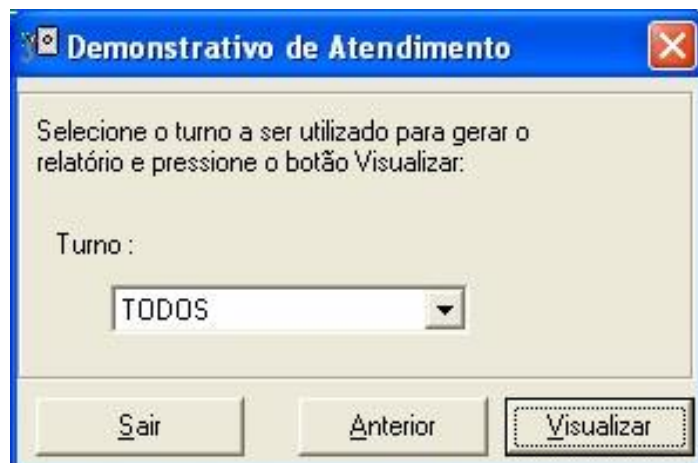 Demonstrativo de Atendimento
Selecione o turno a ser utilizado para gerar o
relatório e pressione o botão Visualizar:
Turno :
TODOS
Sair Anterior Visualizar